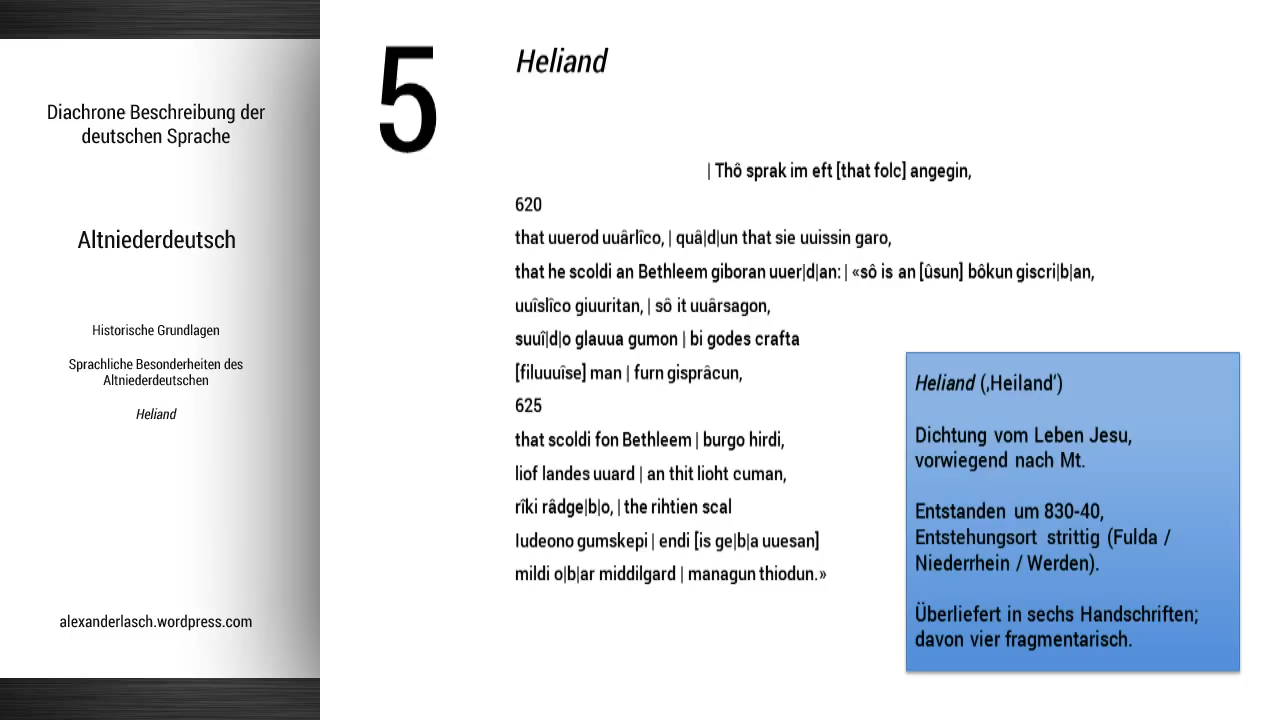 Diachrone Beschreibung der
deutschen Sprache
Altniederdeutsch
Historische Grundlagen
Sprachliche Besonderheiten des
Altniederdeutschen
Heliand
alexanderlasch.wordpress.com
5
Heliand
| Thô sprak im eft [that folc] angegin,
620
that uuerod uuârlîco, | quâ|d|un that sie uuissin garo,
that he scoldi an Bethleem giboran uuer|d|an: | «sô is an [ûsun] bôkun giscri|b|an,
uuîslîco giuuritan, | sô it uuârsagon,
suuî|d|o glauua gumon | bi godes crafta
[filuuuîse] man | furn gisprâcun,
625
that scoldi fon Bethleem | burgo hirdi,
liof landes uuard | an thit lioht cuman,
rîki râdge|b|o, | the rihtien scal
Iudeono gumskepi | endi [is ge|b|a uuesan]
mildi o|b|ar middilgard | managun thiodun.»
Heliand (‚Heiland’)
Dichtung vom Leben Jesu,
vorwiegend nach Mt.
Entstanden um 830-40,
Entstehungsort strittig (Fulda /
Niederrhein / Werden).
Überliefert in sechs Handschriften;
davon vier fragmentarisch.